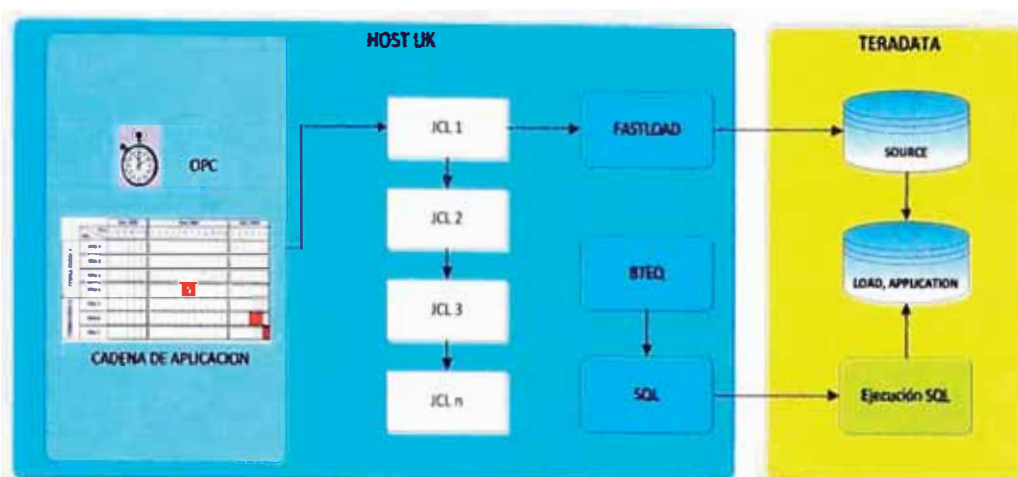 HOST UK
TERADATA
OPC
CADENA DE APLICACION
JCL 1
JCL 2
JCL 3
JCL n
FASTLOAD
BTEQ
SQL
SOURCE
LOAD, APPLICATION
Ejecución SQL